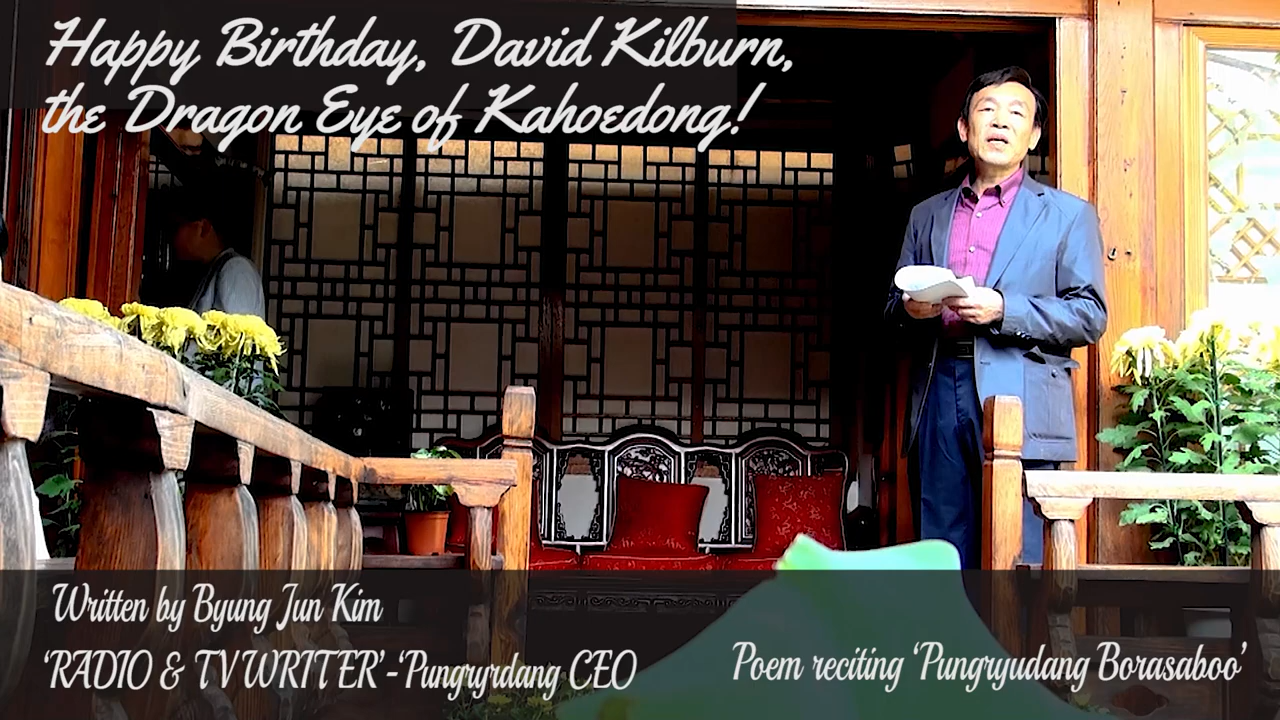 Happy Birthday, David Kilburn,
the Dragon Eye of Kahoedong!
Written by Byung Jun Kim
'RADIO & TV WRITER'-'Pungryrdang CEO
Poem reciting 'Pungryudang Borasaboo'